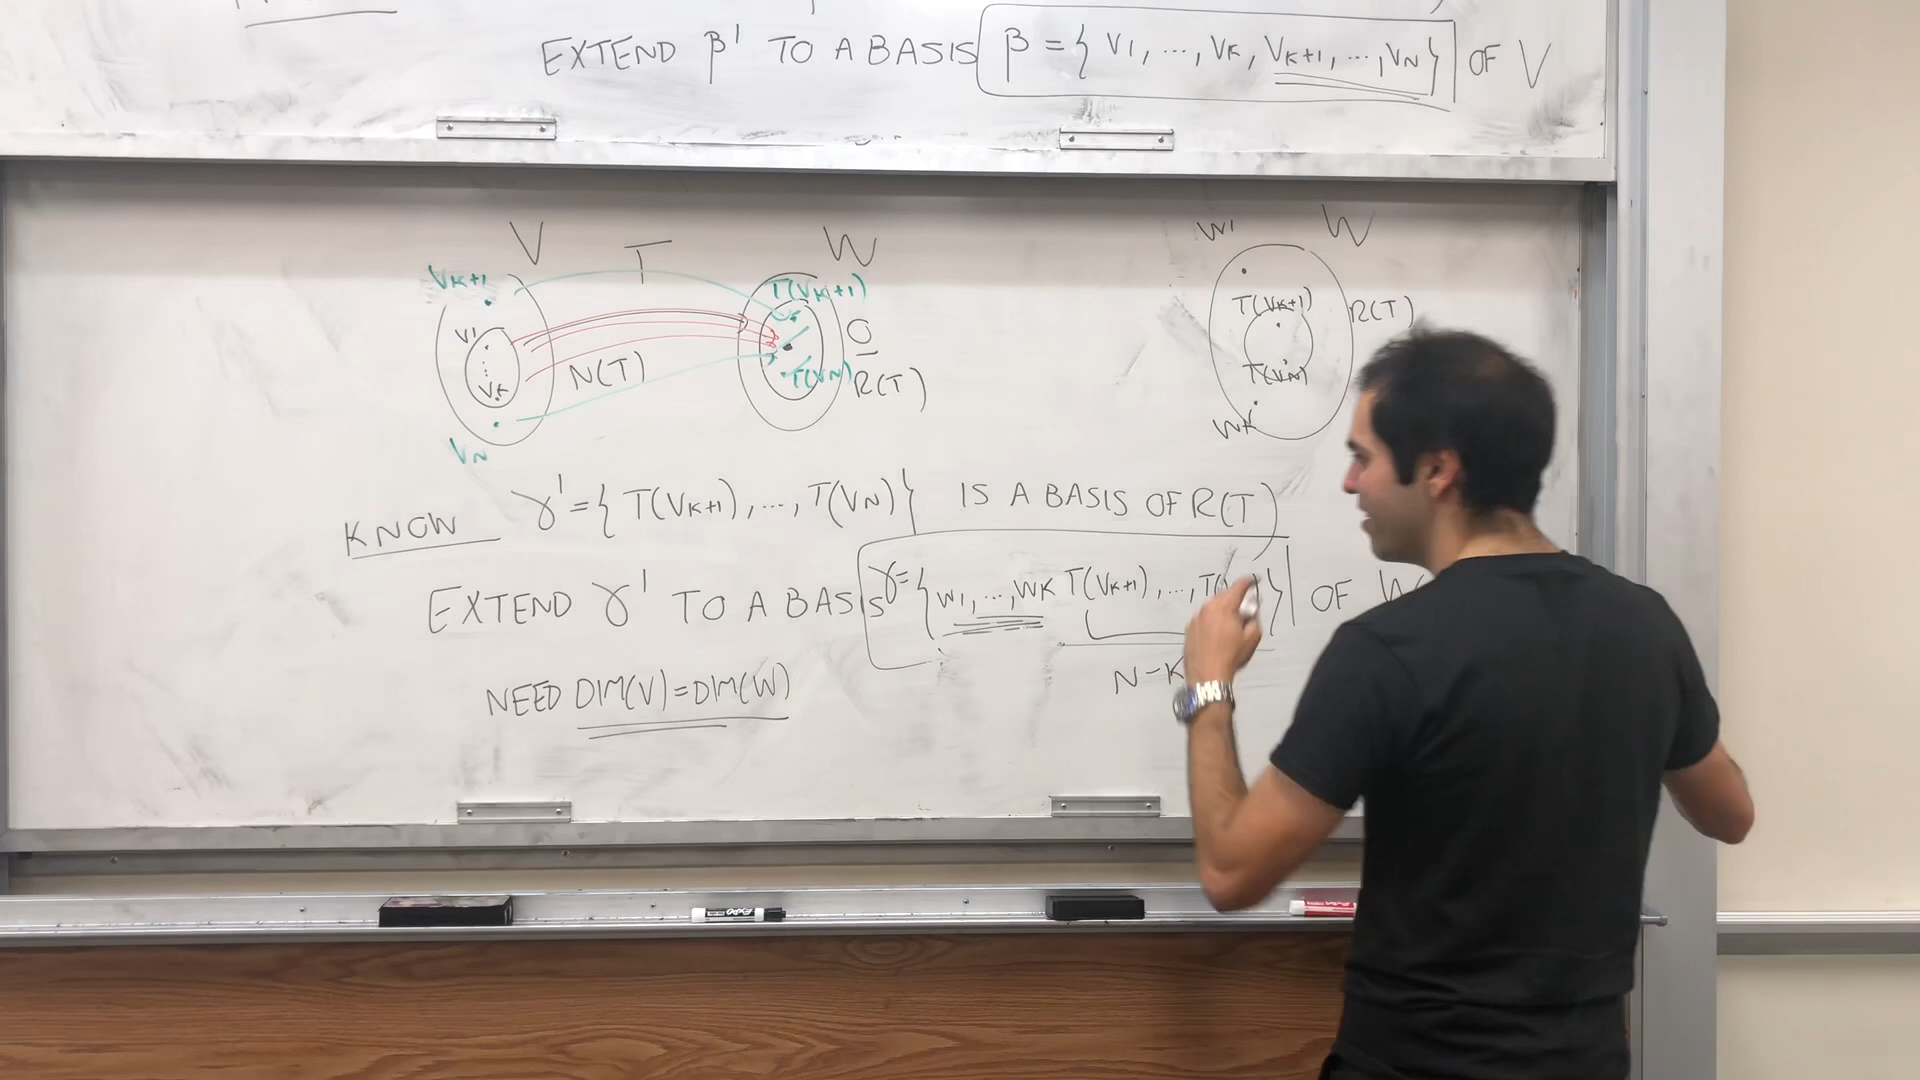 EXTEND β' TO A BASIS β = { V1, ..., VK, VK+1, ..., VN } OF V
V T W
VK+1 T(VK+1)
V1
⋮
VK
N(T) 0
T(VN) R(T)
VN
W1 W
T(VK+1) R(T)
T(VN)
WK
KNOW γ' = { T(VK+1), ..., T(VN) } IS A BASIS OF R(T)
EXTEND γ' TO A BASIS γ = { W1, ..., WK T(VK+1), ..., } OF W
NEED DIM(V) = DIM(W)
N-K
EXPO